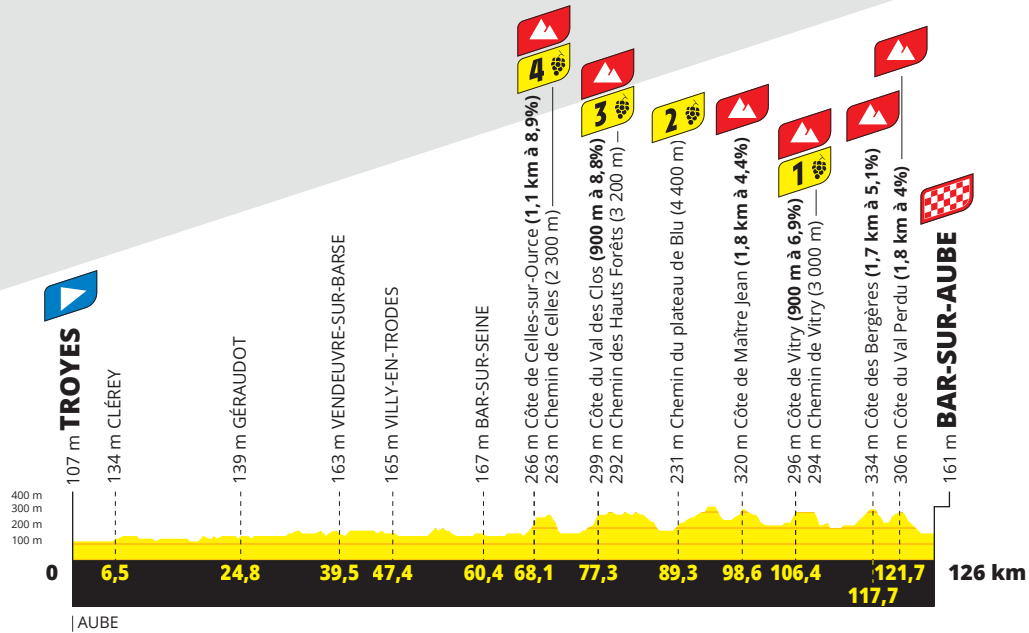 4
3
2
1
107 m TROYES
134 m CLÉREY
139 m GÉRAUDOT
163 m VENDEUVRE-SUR-BARSE
165 m VILLY-EN-TRODES
167 m BAR-SUR-SEINE
266 m Côte de Celles-sur-Ource (1,1 km à 8,9%)
263 m Chemin de Celles (2 300 m)
299 m Côte du Val des Clos (900 m à 8,8%)
292 m Chemin des Hauts Forêts (3 200 m)
231 m Chemin du plateau de Blu (4 400 m)
320 m Côte de Maître Jean (1,8 km à 4,4%)
296 m Côte de Vitry (900 m à 6,9%)
294 m Chemin de Vitry (3 000 m)
334 m Côte des Bergères (1,7 km à 5,1%)
306 m Côte du Val Perdu (1,8 km à 4%)
161 m BAR-SUR-AUBE
400 m
300 m
200 m
100 m
0 6,5 24,8 39,5 47,4 60,4 68,1 77,3 89,3 98,6 106,4 121,7 126 km
117,7
AUBE